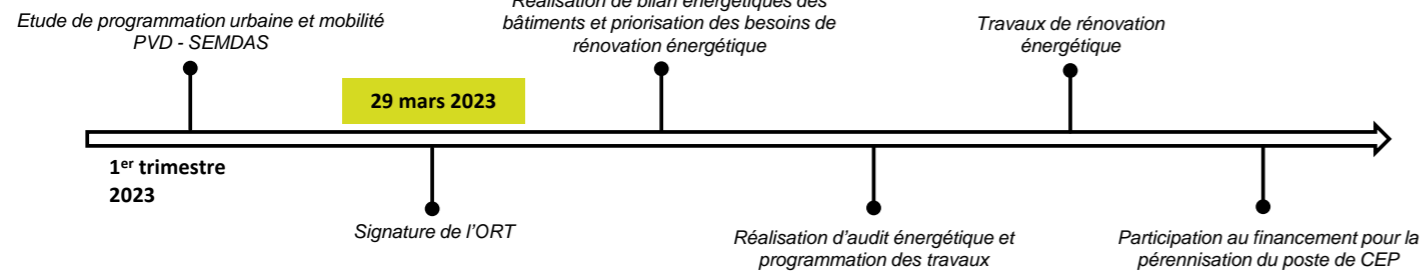 Etude de programmation urbaine et mobilité
PVD - SEMDAS
Réalisation de bilan énergétiques des
bâtiments et priorisation des besoins de
rénovation énergétique
Travaux de rénovation
énergétique
29 mars 2023
1er trimestre
2023
Signature de l'ORT
Réalisation d'audit énergétique et
programmation des travaux
Participation au financement pour la
pérennisation du poste de CEP